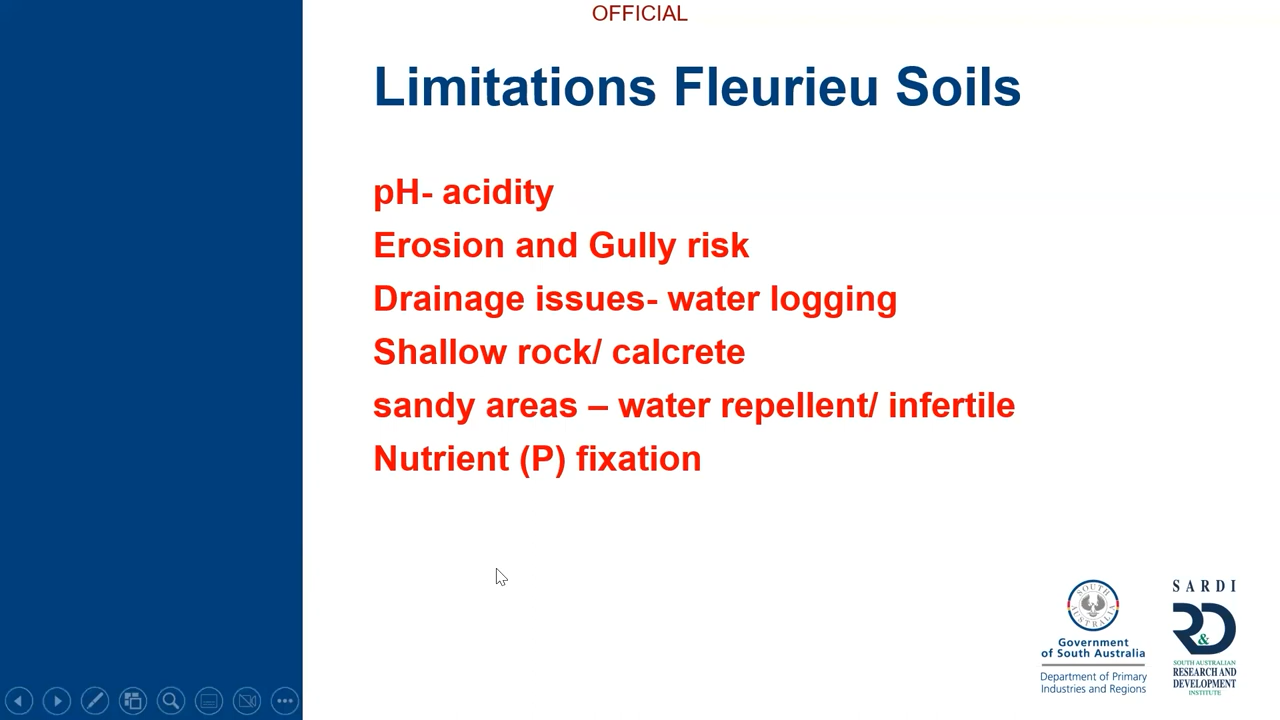 OFFICIAL
Limitations Fleurieu Soils
pH- acidity
Erosion and Gully risk
Drainage issues- water logging
Shallow rock/ calcrete
sandy areas – water repellent/ infertile
Nutrient (P) fixation
SOUTH AUSTRALIA
Government
of South Australia
Department of Primary
Industries and Regions
SARDI
R&D
SOUTH AUSTRALIAN
RESEARCH AND
DEVELOPMENT
INSTITUTE